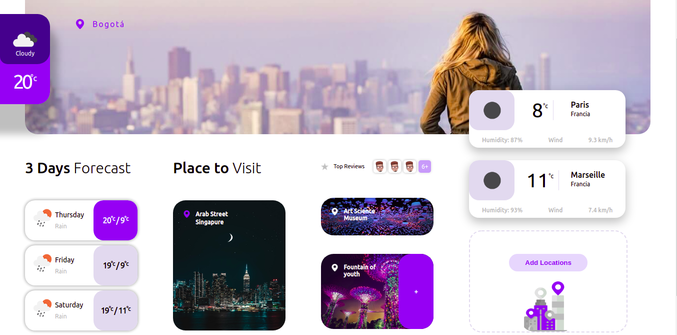 Bogotá
Cloudy
20°c
8°c
Paris
Francia
Humidity: 87%
Wind
9.3 km/h
3 Days Forecast
Place to Visit
Top Reviews
6+
11°c
Marseille
Francia
Humidity: 93%
Wind
7.4 km/h
Thursday
Rain
20°c/9°c
Friday
Rain
19°c/9°c
Saturday
Rain
19°c/11°c
Arab Street
Singapure
Art Science
Museum
Fountain of
youth
+
Add Locations